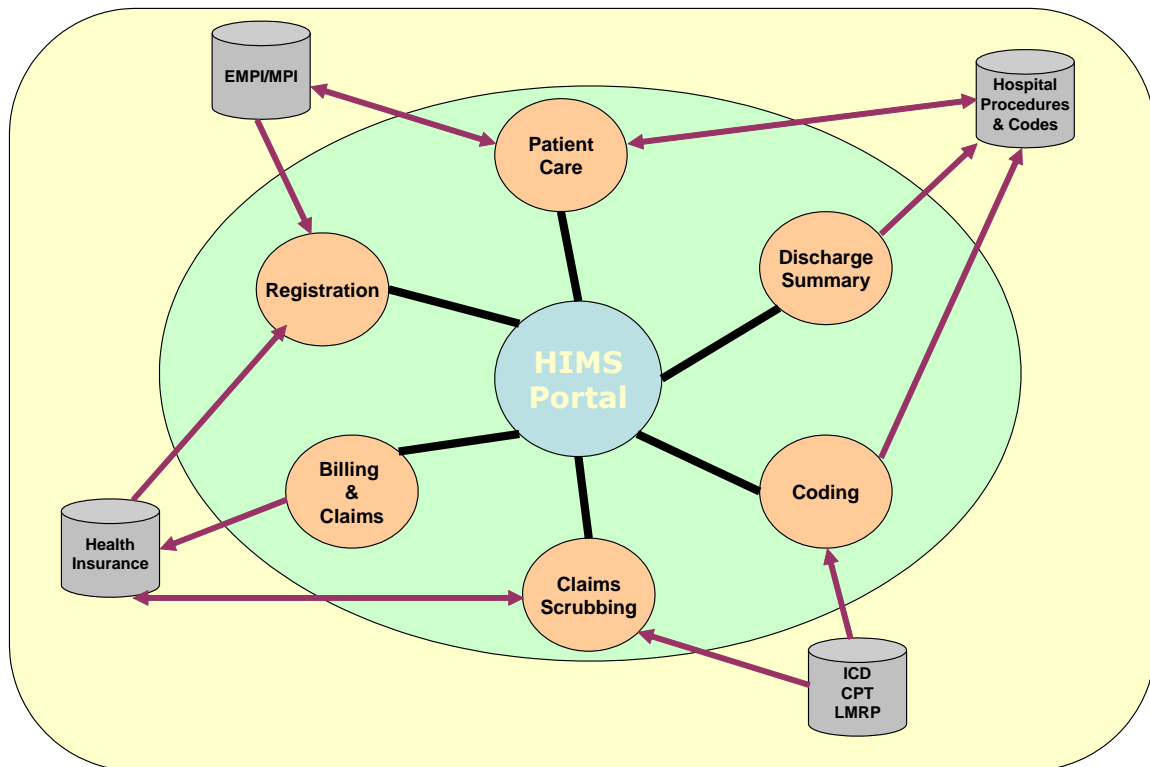 EMPI/MPI
Hospital
Procedures
& Codes
Patient
Care
Discharge
Summary
Registration
HIMS
Portal
Billing
&
Claims
Coding
Health
Insurance
Claims
Scrubbing
ICD
CPT
LMRP